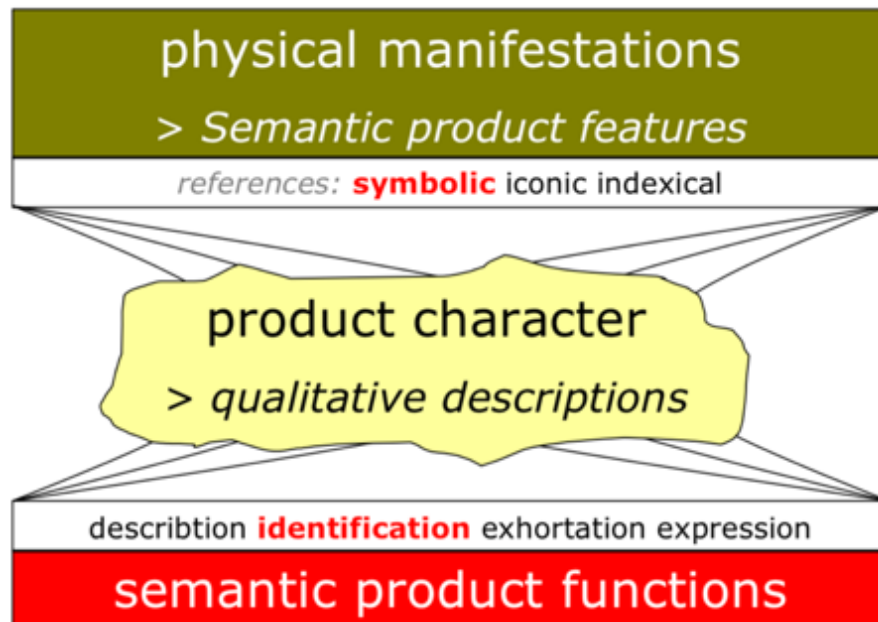 physical manifestations
> Semantic product features
references: symbolic iconic indexical
product character
> qualitative descriptions
describtion identification exhortation expression
semantic product functions